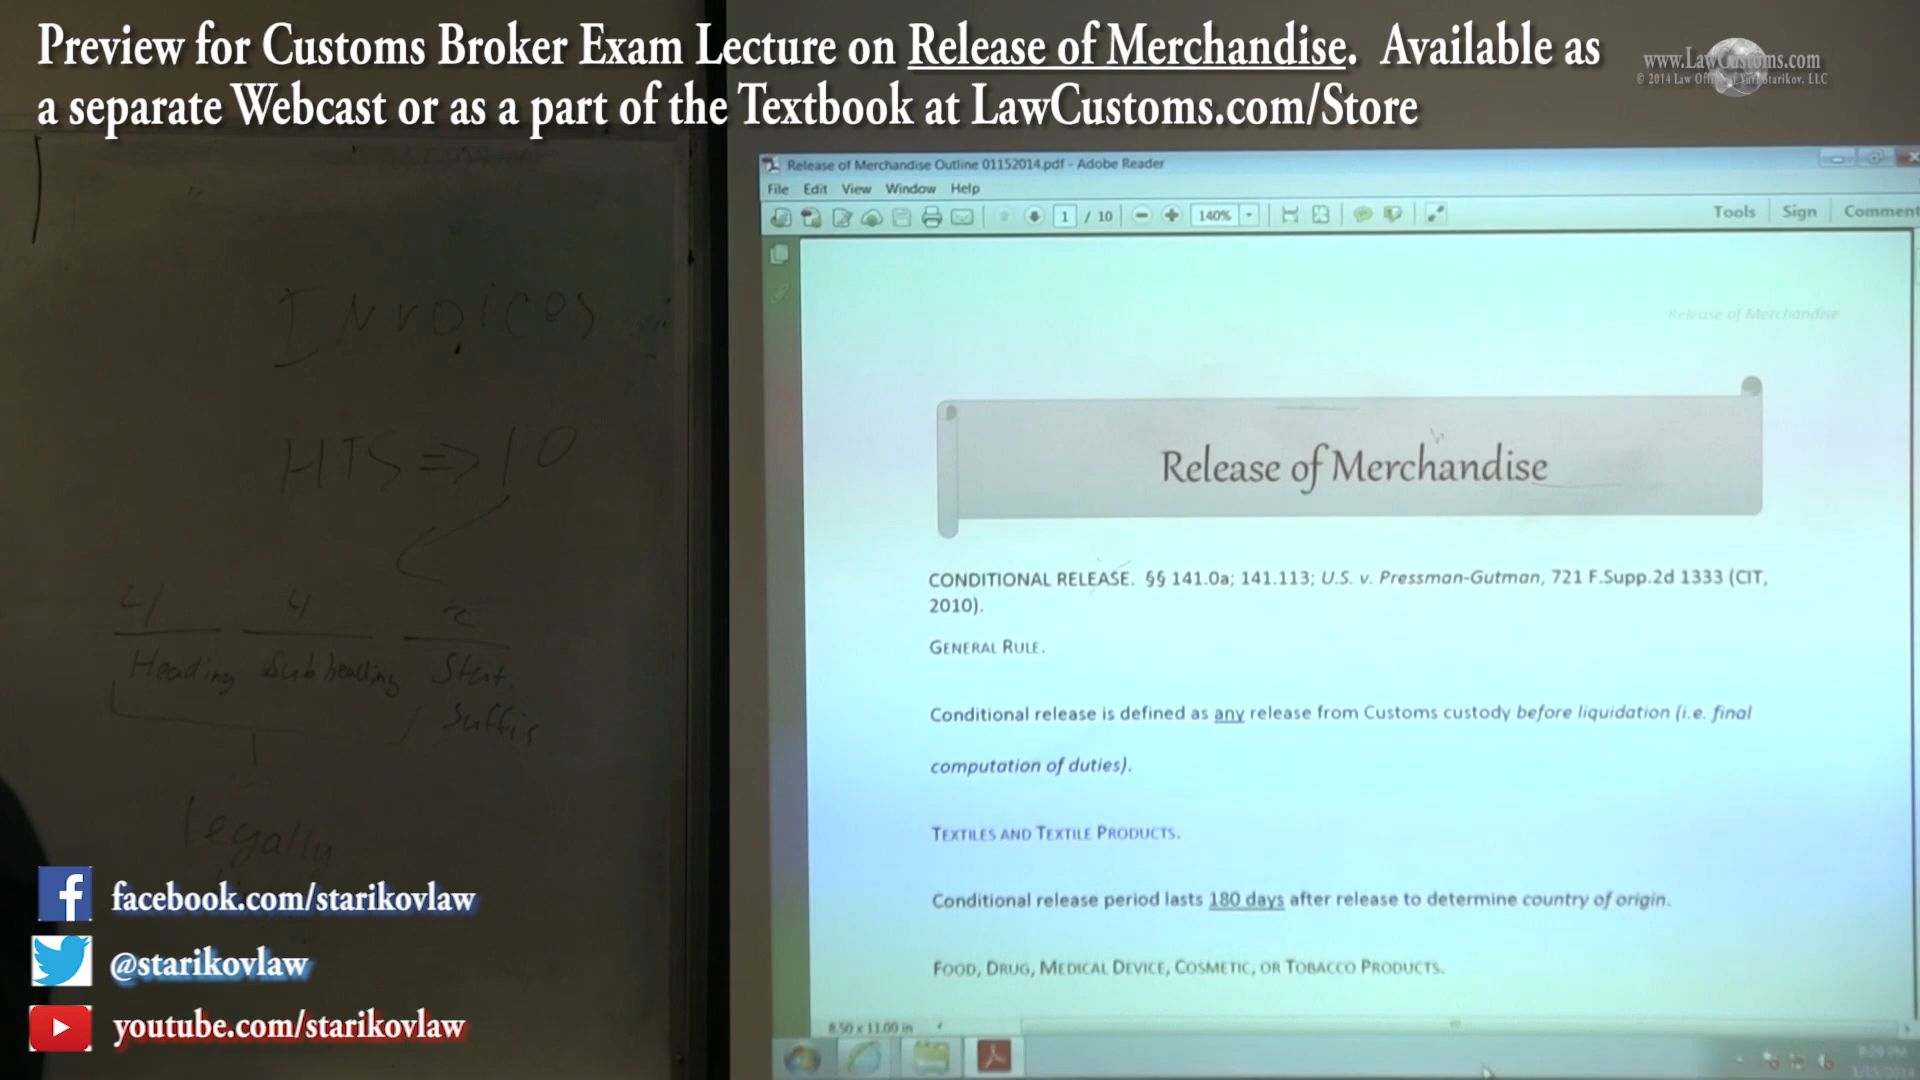 Preview for Customs Broker Exam Lecture on Release of Merchandise. Available as
a separate Webcast or as a part of the Textbook at LawCustoms.com/Store
www.LawCustoms.com
Release of Merchandise Outline 01152014.pdf - Adobe Reader
File Edit View Window Help
1 / 10 140% Tools Sign Comment
Release of Merchandise
Release of Merchandise
CONDITIONAL RELEASE. §§ 141.0a; 141.113; U.S. v. Pressman-Gutman, 721 F.Supp.2d 1333 (CIT,
2010).
GENERAL RULE.
Conditional release is defined as any release from Customs custody before liquidation (i.e. final
computation of duties).
TEXTILES AND TEXTILE PRODUCTS.
Conditional release period lasts 180 days after release to determine country of origin.
FOOD, DRUG, MEDICAL DEVICE, COSMETIC, OR TOBACCO PRODUCTS.
8.50 x 11.00 in
Invoices
HTS => 10
4 4 2
Heading Subheading Stat.
Suffix
legally
facebook.com/starikovlaw
@starikovlaw
youtube.com/starikovlaw